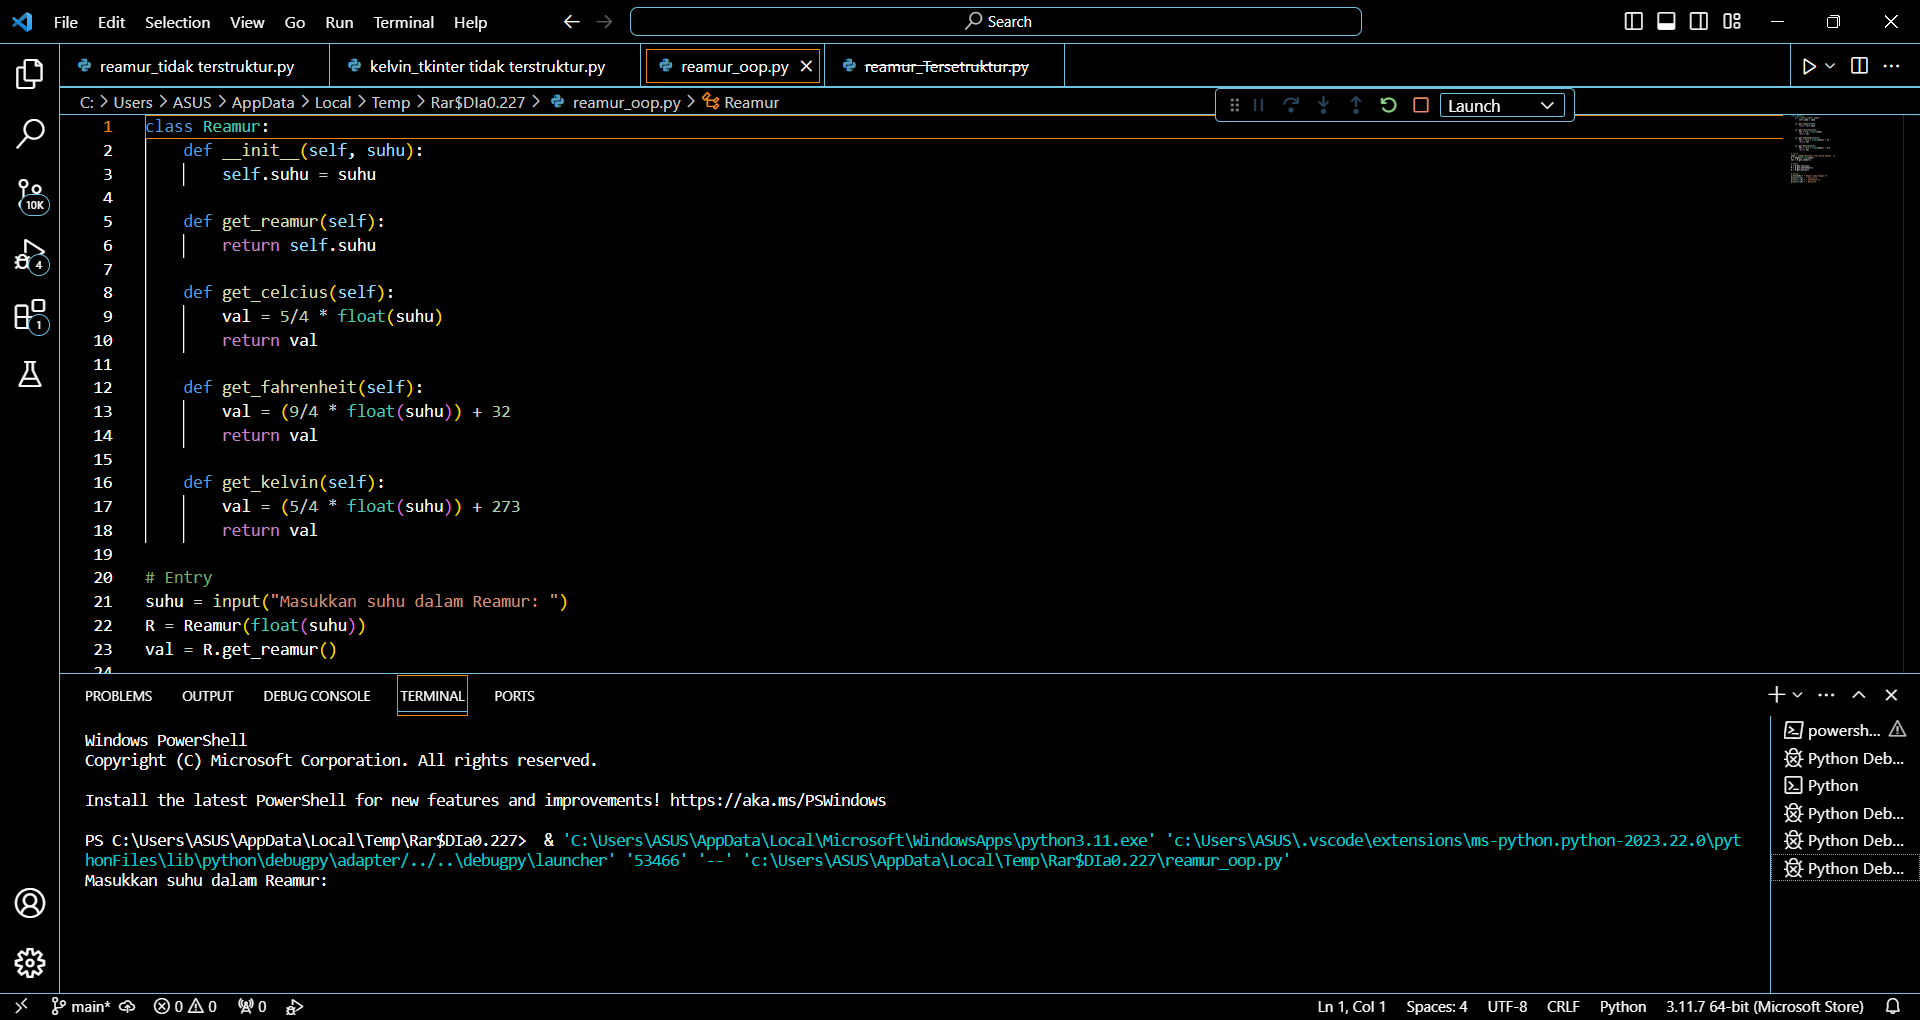 File Edit Selection View Go Run Terminal Help Search
reamur_tidak terstruktur.py kelvin_tkinter tidak terstruktur.py reamur_oop.py reamur_Tersetruktur.py
C: > Users > ASUS > AppData > Local > Temp > Rar$DIa0.227 > reamur_oop.py > Reamur
Launch
1 class Reamur:
2     def __init__(self, suhu):
3         self.suhu = suhu
4
5     def get_reamur(self):
6         return self.suhu
7
8     def get_celcius(self):
9         val = 5/4 * float(suhu)
10         return val
11
12     def get_fahrenheit(self):
13         val = (9/4 * float(suhu)) + 32
14         return val
15
16     def get_kelvin(self):
17         val = (5/4 * float(suhu)) + 273
18         return val
19
20 # Entry
21 suhu = input("Masukkan suhu dalam Reamur: ")
22 R = Reamur(float(suhu))
23 val = R.get_reamur()
24
10K
4
1
PROBLEMS OUTPUT DEBUG CONSOLE TERMINAL PORTS
Windows PowerShell
Copyright (C) Microsoft Corporation. All rights reserved.
Install the latest PowerShell for new features and improvements! https://aka.ms/PSWindows
PS C:\Users\ASUS\AppData\Local\Temp\Rar$DIa0.227>  & 'C:\Users\ASUS\AppData\Local\Microsoft\WindowsApps\python3.11.exe' 'c:\Users\ASUS\.vscode\extensions\ms-python.python-2023.22.0\pyt
honFiles\lib\python\debugpy\adapter/../..\debugpy\launcher' '53466' '--' 'c:\Users\ASUS\AppData\Local\Temp\Rar$DIa0.227\reamur_oop.py'
Masukkan suhu dalam Reamur:
powersh...
Python Deb...
Python
Python Deb...
Python Deb...
Python Deb...
main* 0 0 0 Ln 1, Col 1 Spaces: 4 UTF-8 CRLF Python 3.11.7 64-bit (Microsoft Store)